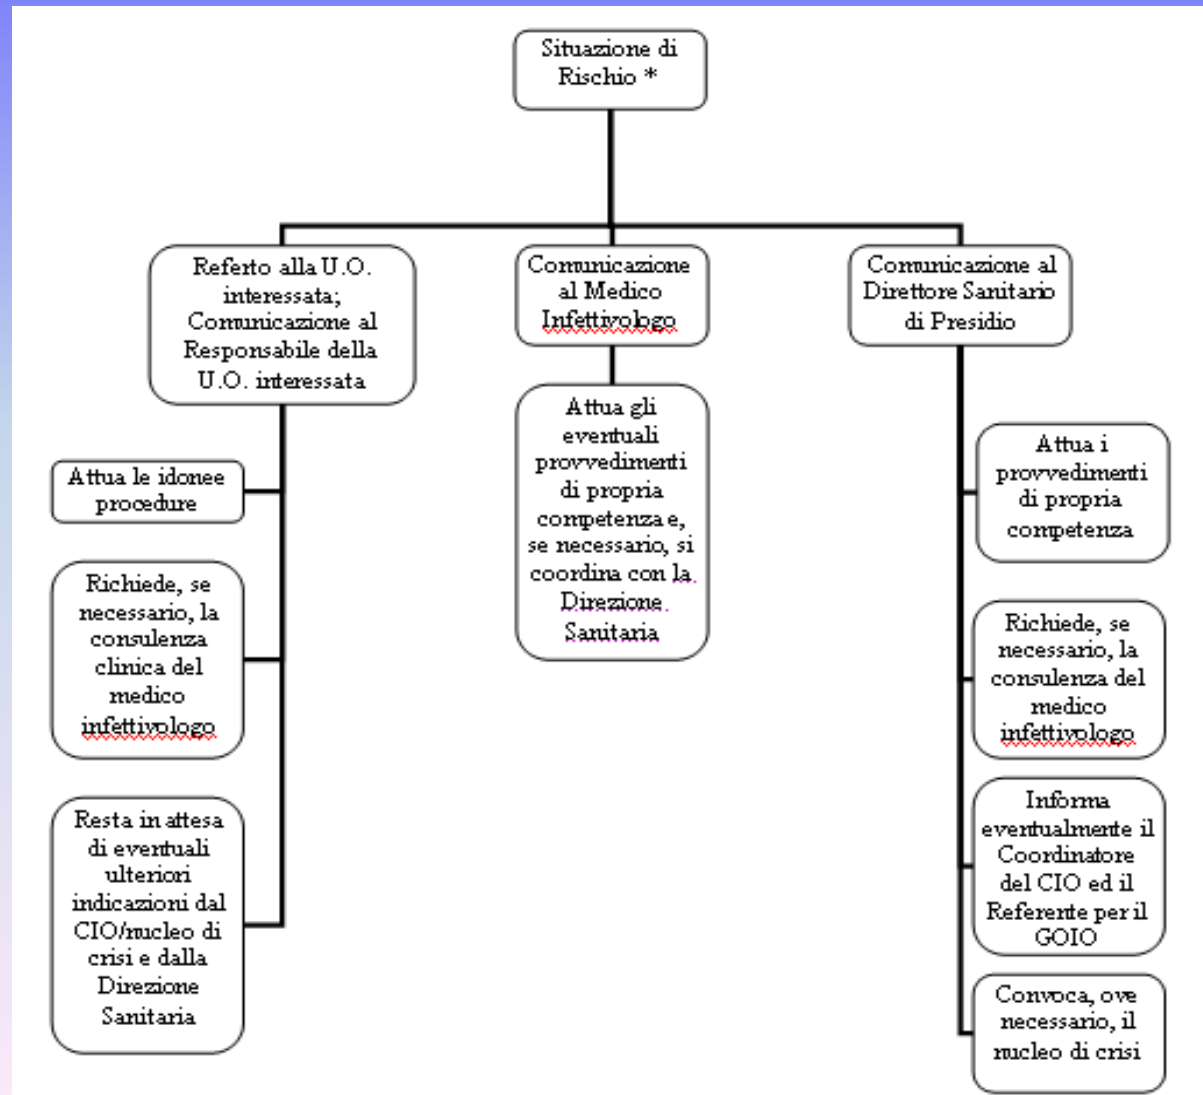 Situazione di
Rischio *
Referto alla U.O.
interessata;
Comunicazione al
Responsabile della
U.O. interessata
Attua le idonee
procedure
Richiede, se
necessario, la
consulenza
clinica del
medico
infettivologo
Resta in attesa
di eventuali
ulteriori
indicazioni dal
CIO/nucleo di
crisi e dalla
Direzione
Sanitaria
Comunicazione
al Medico
Infettivologo
Attua gli
eventuali
provvedimenti
di propria
competenza e,
se necessario, si
coordina con la
Direzione
Sanitaria
Comunicazione al
Direttore Sanitario
di Presidio
Attua i
provvedimenti
di propria
competenza
Richiede, se
necessario, la
consulenza del
medico
infettivologo
Informa
eventualmente il
Coordinatore
del CIO ed il
Referente per il
GOIO
Convoca, ove
necessario, il
nucleo di crisi